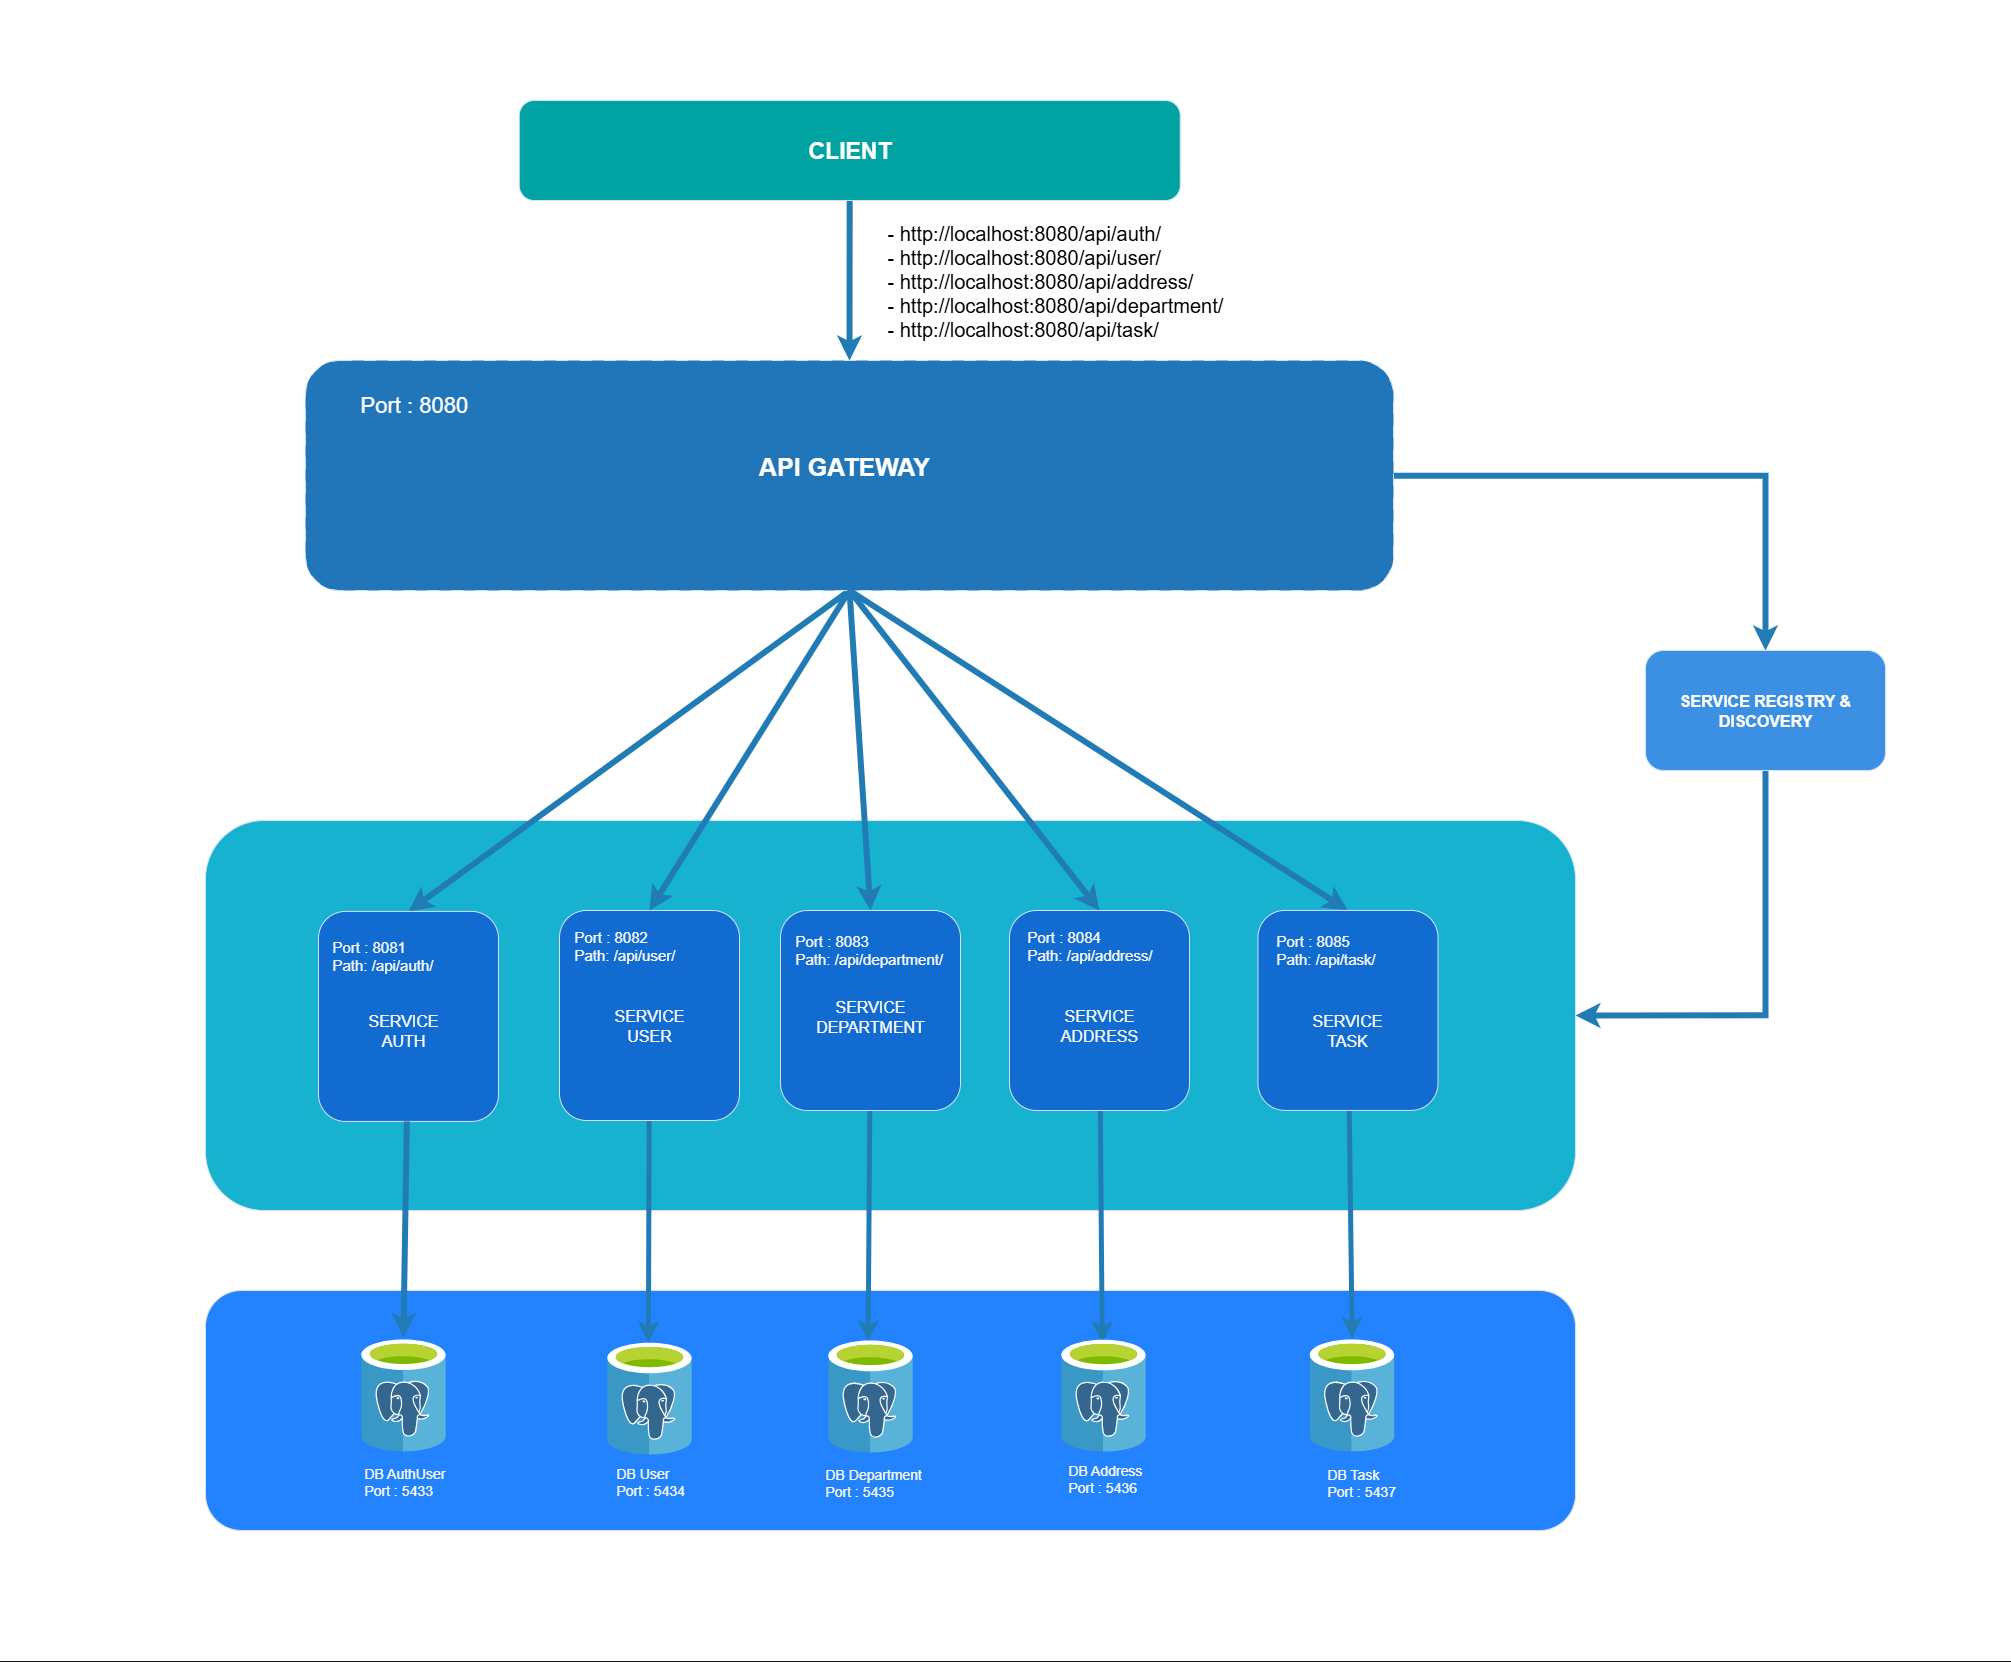 CLIENT
- http://localhost:8080/api/auth/
- http://localhost:8080/api/user/
- http://localhost:8080/api/address/
- http://localhost:8080/api/department/
- http://localhost:8080/api/task/
Port : 8080
API GATEWAY
SERVICE REGISTRY &
DISCOVERY
Port : 8081
Path: /api/auth/
SERVICE
AUTH
Port : 8082
Path: /api/user/
SERVICE
USER
Port : 8083
Path: /api/department/
SERVICE
DEPARTMENT
Port : 8084
Path: /api/address/
SERVICE
ADDRESS
Port : 8085
Path: /api/task/
SERVICE
TASK
DB AuthUser
Port : 5433
DB User
Port : 5434
DB Department
Port : 5435
DB Address
Port : 5436
DB Task
Port : 5437